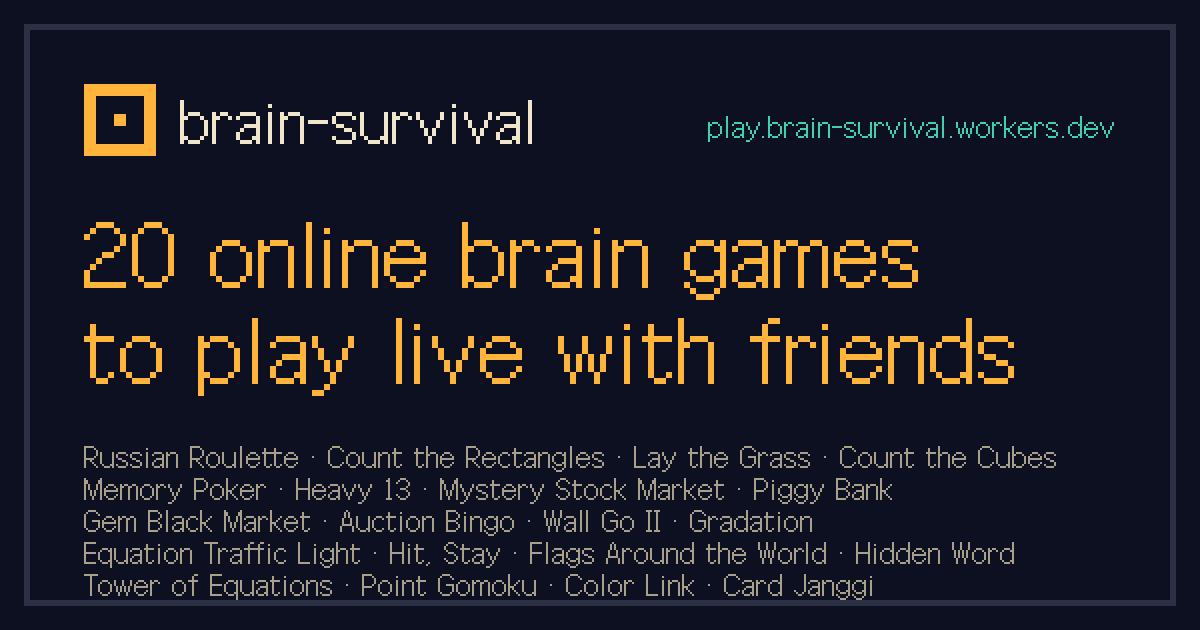 brain-survival
play.brain-survival.workers.dev
20 online brain games
to play live with friends
Russian Roulette · Count the Rectangles · Lay the Grass · Count the Cubes
Memory Poker · Heavy 13 · Mystery Stock Market · Piggy Bank
Gem Black Market · Auction Bingo · Wall Go II · Gradation
Equation Traffic Light · Hit, Stay · Flags Around the World · Hidden Word
Tower of Equations · Point Gomoku · Color Link · Card Janggi